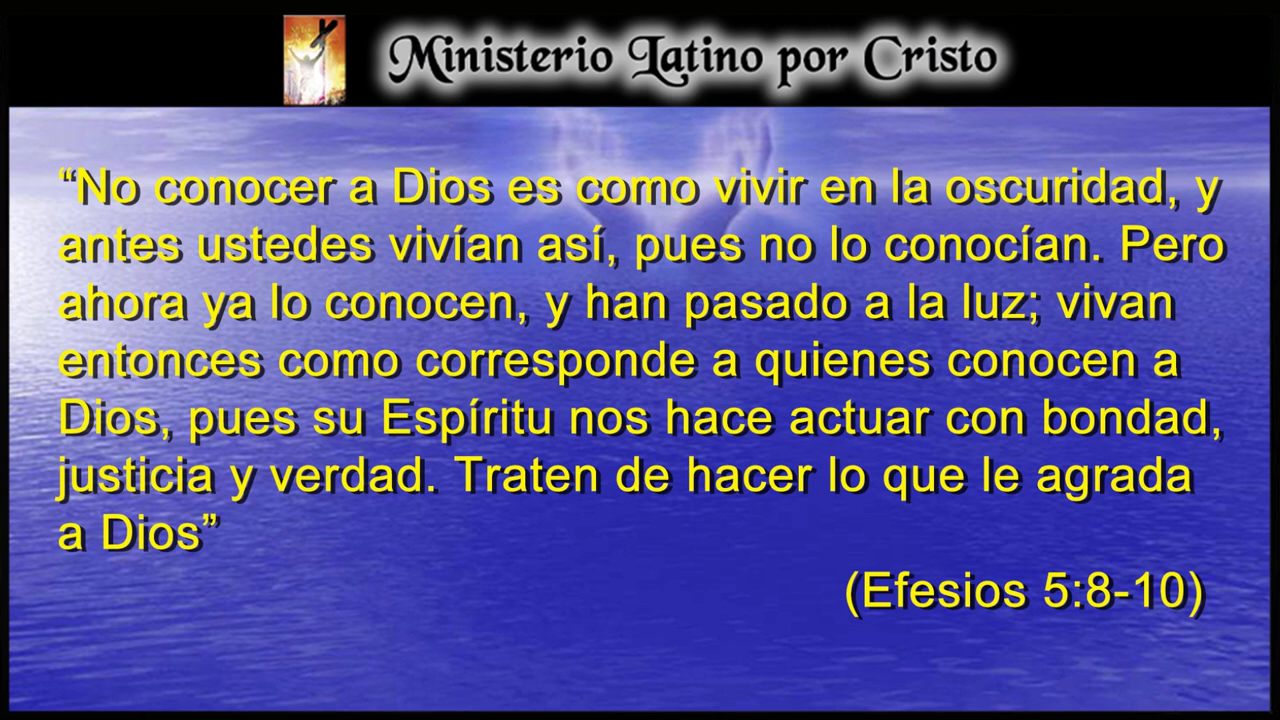 Ministerio Latino por Cristo
“No conocer a Dios es como vivir en la oscuridad, y
antes ustedes vivían así, pues no lo conocían. Pero
ahora ya lo conocen, y han pasado a la luz; vivan
entonces como corresponde a quienes conocen a
Dios, pues su Espíritu nos hace actuar con bondad,
justicia y verdad. Traten de hacer lo que le agrada
a Dios”
(Efesios 5:8-10)